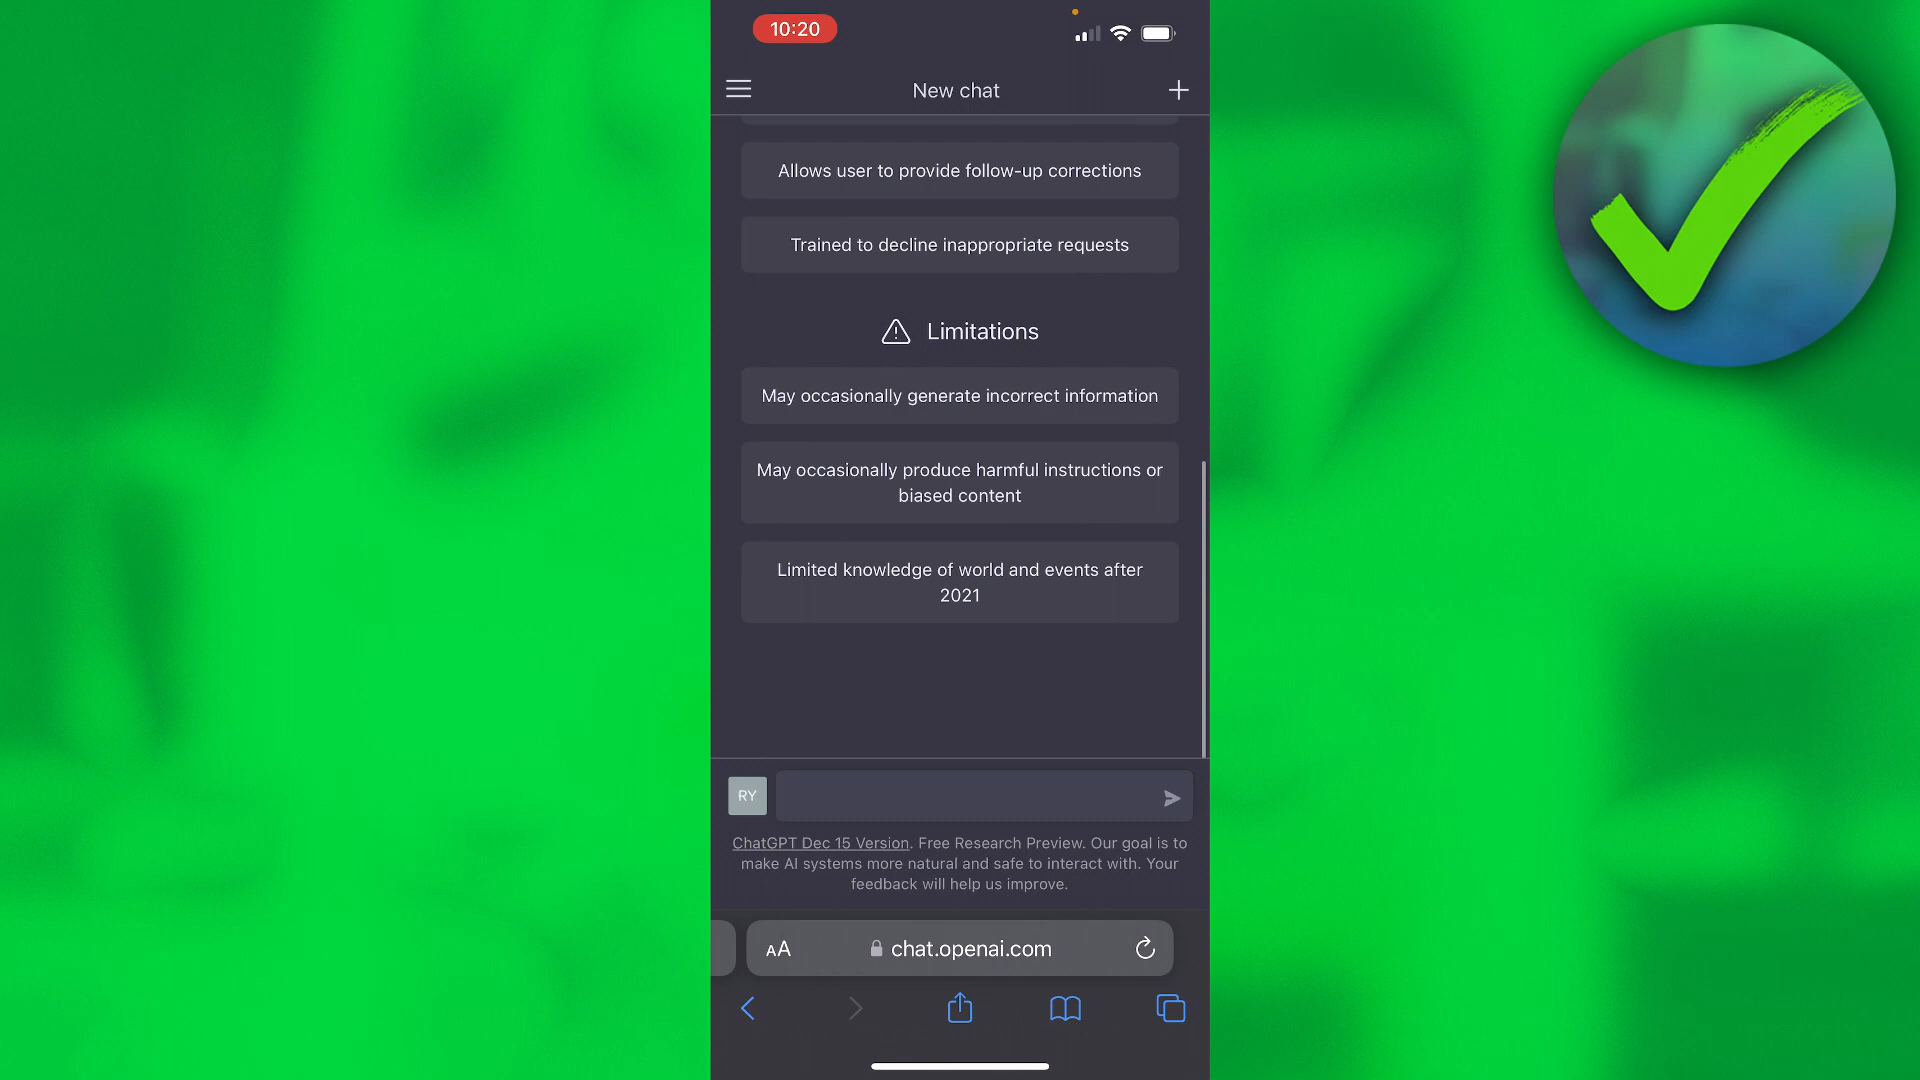 10:20
New chat
Allows user to provide follow-up corrections
Trained to decline inappropriate requests
Limitations
May occasionally generate incorrect information
May occasionally produce harmful instructions or
biased content
Limited knowledge of world and events after
2021
RY
ChatGPT Dec 15 Version. Free Research Preview. Our goal is to
make AI systems more natural and safe to interact with. Your
feedback will help us improve.
AA chat.openai.com